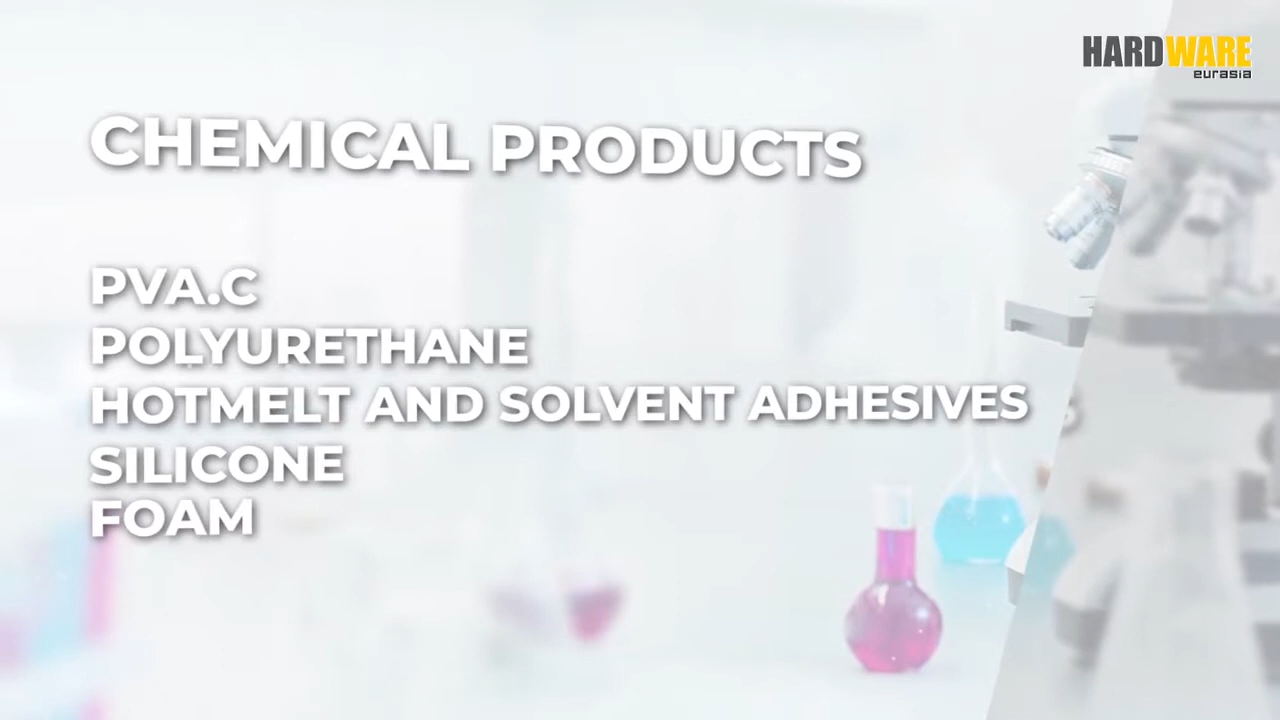 HARDWARE
eurasia
CHEMICAL PRODUCTS
PVA.C
POLYURETHANE
HOTMELT AND SOLVENT ADHESIVES
SILICONE
FOAM